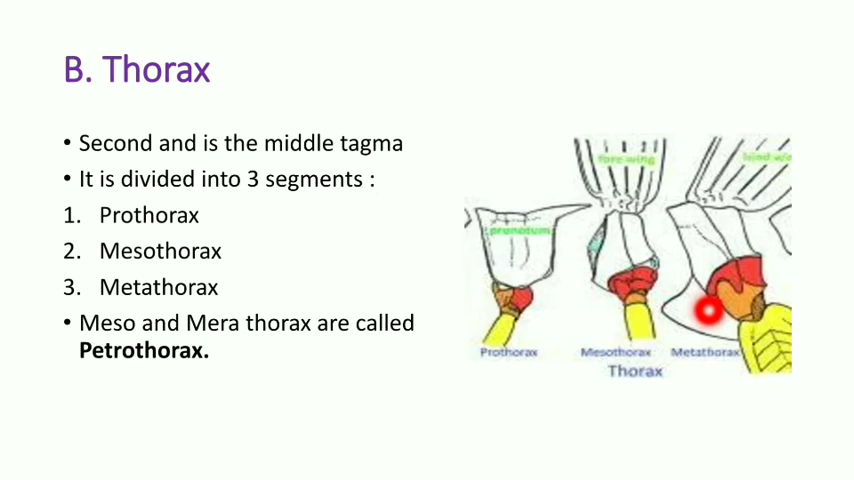 B. Thorax
• Second and is the middle tagma
• It is divided into 3 segments :
1. Prothorax
2. Mesothorax
3. Metathorax
• Meso and Mera thorax are called
Petrothorax.
fore wing
pronotum
Prothorax
Mesothorax
Metathorax
Thorax